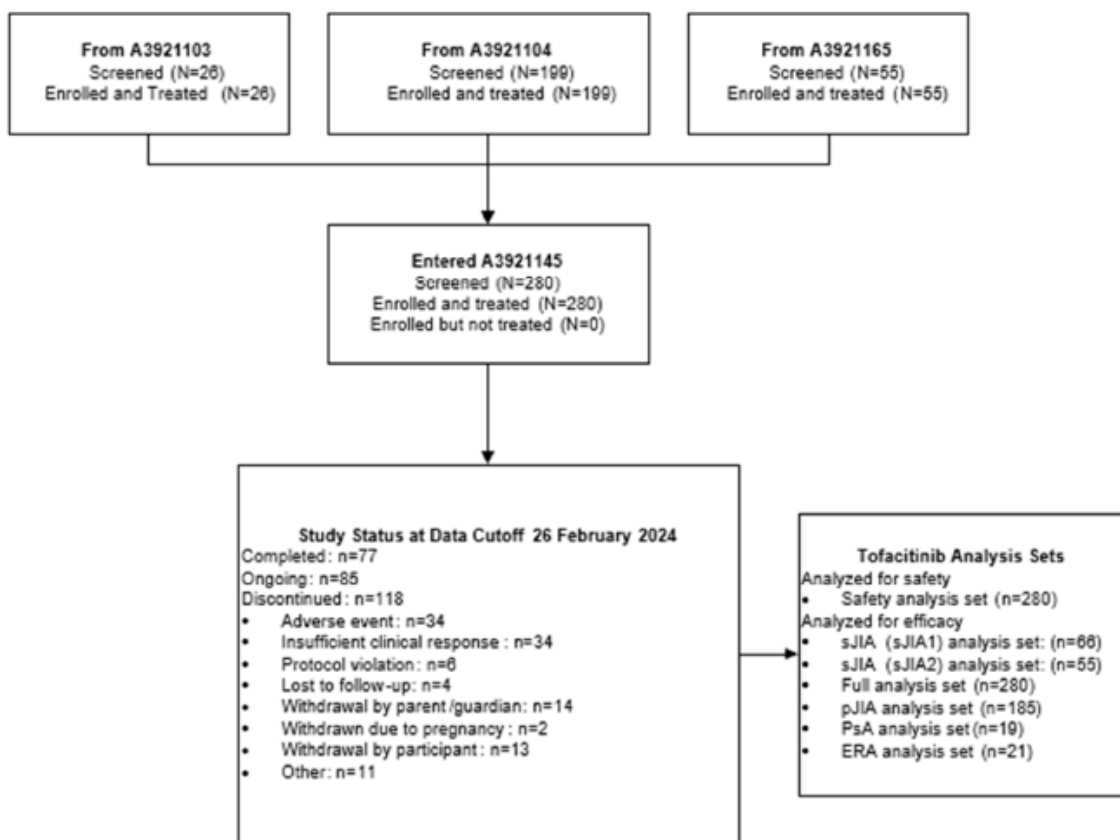 From A3921103
Screened (N=26)
Enrolled and Treated (N=26)
From A3921104
Screened (N=199)
Enrolled and treated (N=199)
From A3921165
Screened (N=55)
Enrolled and treated (N=55)
Entered A3921145
Screened (N=280)
Enrolled and treated (N=280)
Enrolled but not treated (N=0)
Study Status at Data Cutoff 26 February 2024
Completed: n=77
Ongoing: n=85
Discontinued: n=118
• Adverse event: n=34
• Insufficient clinical response: n=34
• Protocol violation: n=6
• Lost to follow-up: n=4
• Withdrawal by parent/guardian: n=14
• Withdrawn due to pregnancy: n=2
• Withdrawal by participant: n=13
• Other: n=11
Tofacitinib Analysis Sets
Analyzed for safety
• Safety analysis set (n=280)
Analyzed for efficacy
• sJIA (sJIA1) analysis set: (n=66)
• sJIA (sJIA2) analysis set: (n=55)
• Full analysis set (n=280)
• pJIA analysis set (n=185)
• PsA analysis set (n=19)
• ERA analysis set (n=21)